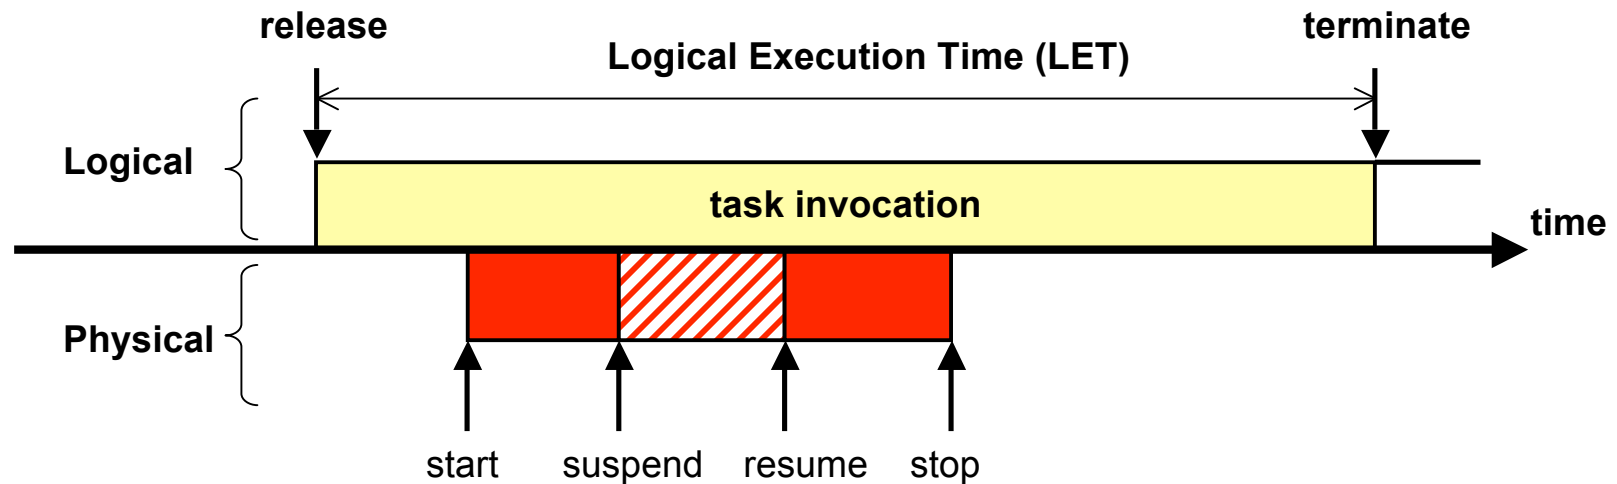 release
terminate
Logical Execution Time (LET)
Logical
task invocation
time
Physical
start
suspend
resume
stop